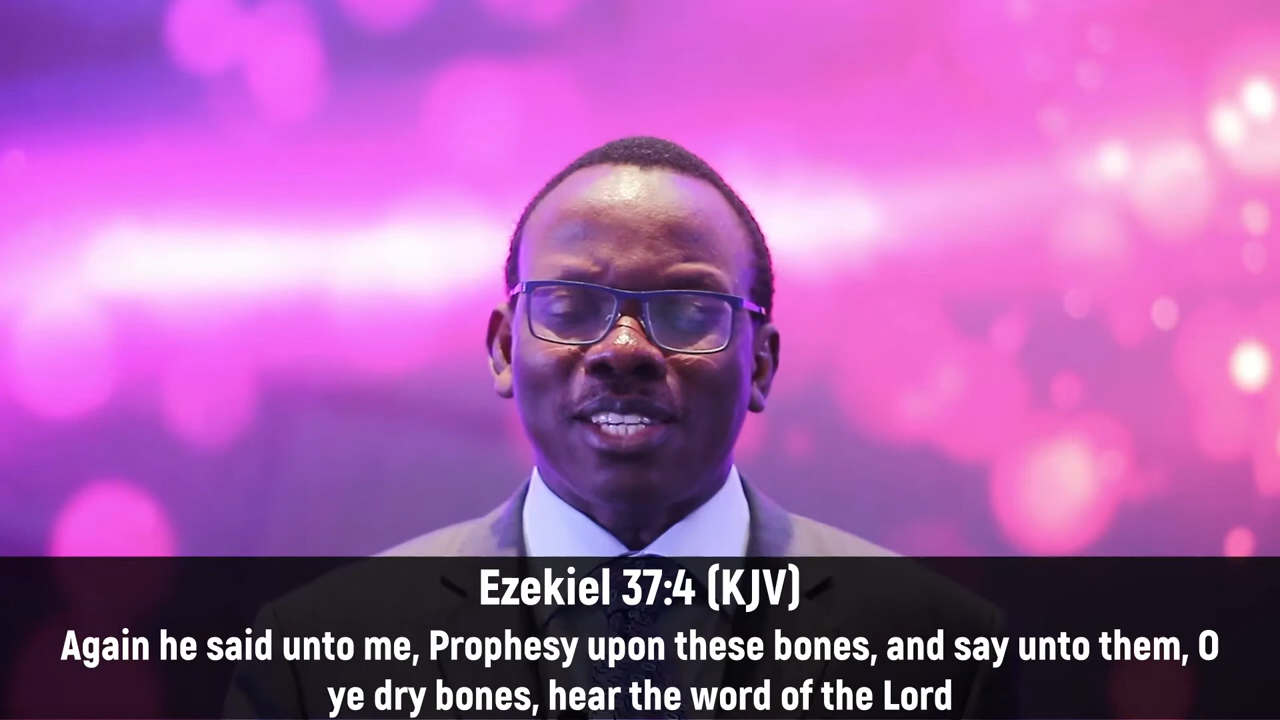 Ezekiel 37:4 (KJV)
Again he said unto me, Prophesy upon these bones, and say unto them, O
ye dry bones, hear the word of the Lord